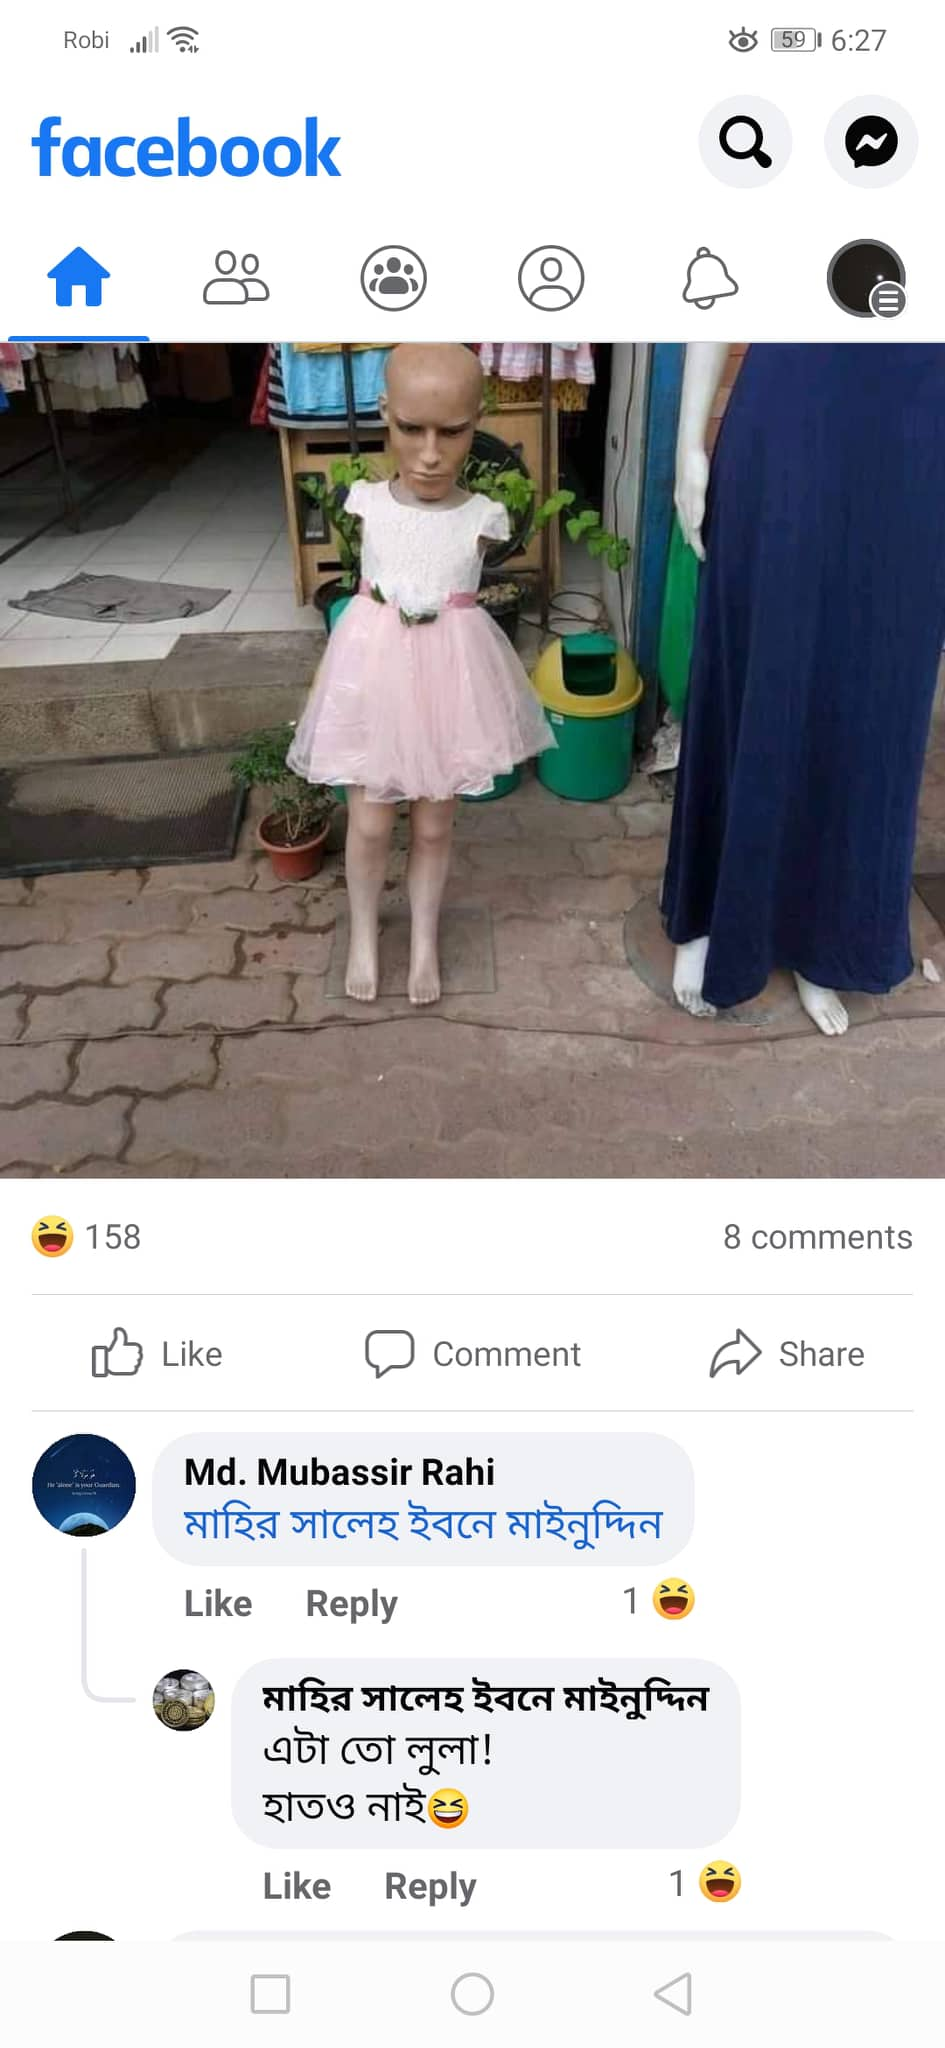 Robi 59 6:27
facebook
158 8 comments
Like Comment Share
Md. Mubassir Rahi
মাহির সালেহ ইবনে মাইনুদ্দিন
Like Reply 1
মাহির সালেহ ইবনে মাইনুদ্দিন
এটা তো লুলা!
হাতও নাই😆
Like Reply 1